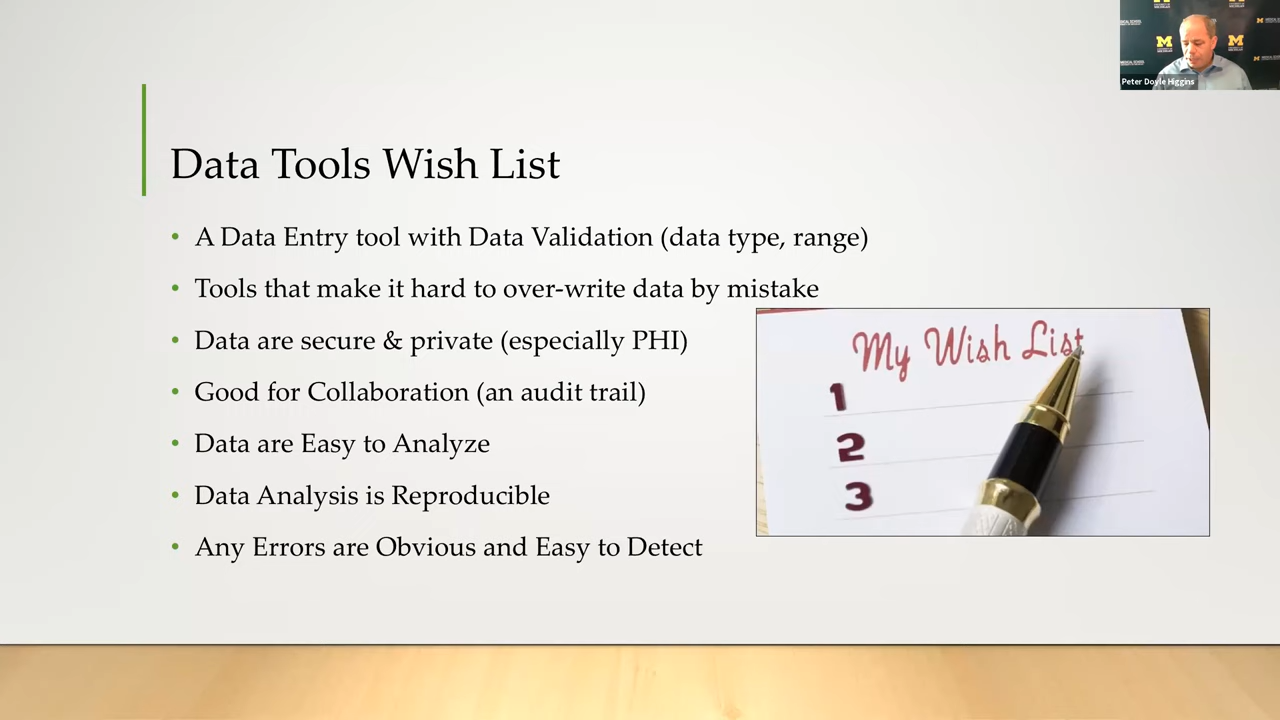 Data Tools Wish List
• A Data Entry tool with Data Validation (data type, range)
• Tools that make it hard to over-write data by mistake
• Data are secure & private (especially PHI)
• Good for Collaboration (an audit trail)
• Data are Easy to Analyze
• Data Analysis is Reproducible
• Any Errors are Obvious and Easy to Detect
My Wish List
1
2
3
M
M
Peter Doyle Higgins